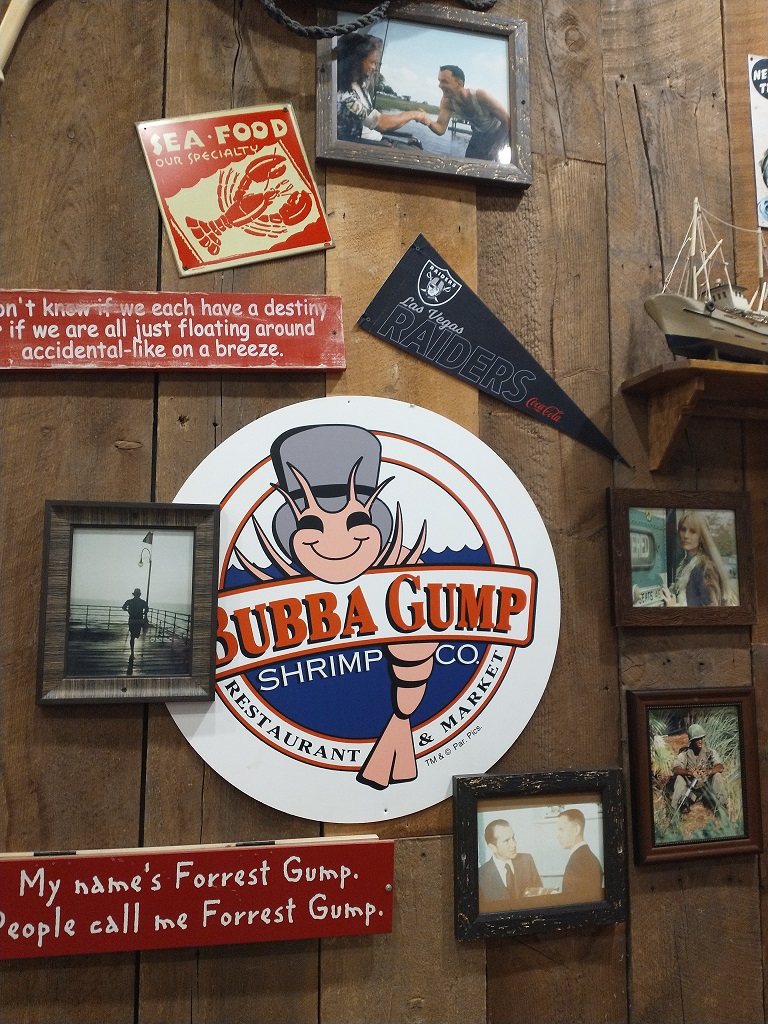 SEA·FOOD
OUR SPECIALTY
RAIDERS
Las Vegas
RAIDERS
Coca-Cola
on't know if we each have a destiny
if we are all just floating around
accidental-like on a breeze.
BUBBA GUMP
SHRIMP CO.
RESTAURANT & MARKET
TM & © Par. Pics.
My name's Forrest Gump.
People call me Forrest Gump.
NE
T